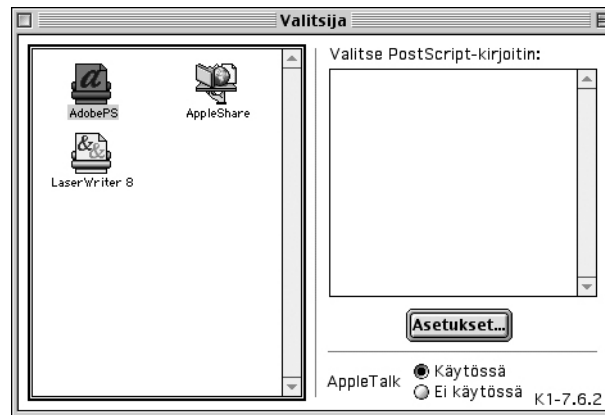 Valitsija
AdobePS
AppleShare
LaserWriter 8
Valitse PostScript-kirjoitin:
Asetukset...
AppleTalk
Käytössä
Ei käytössä
K1-7.6.2